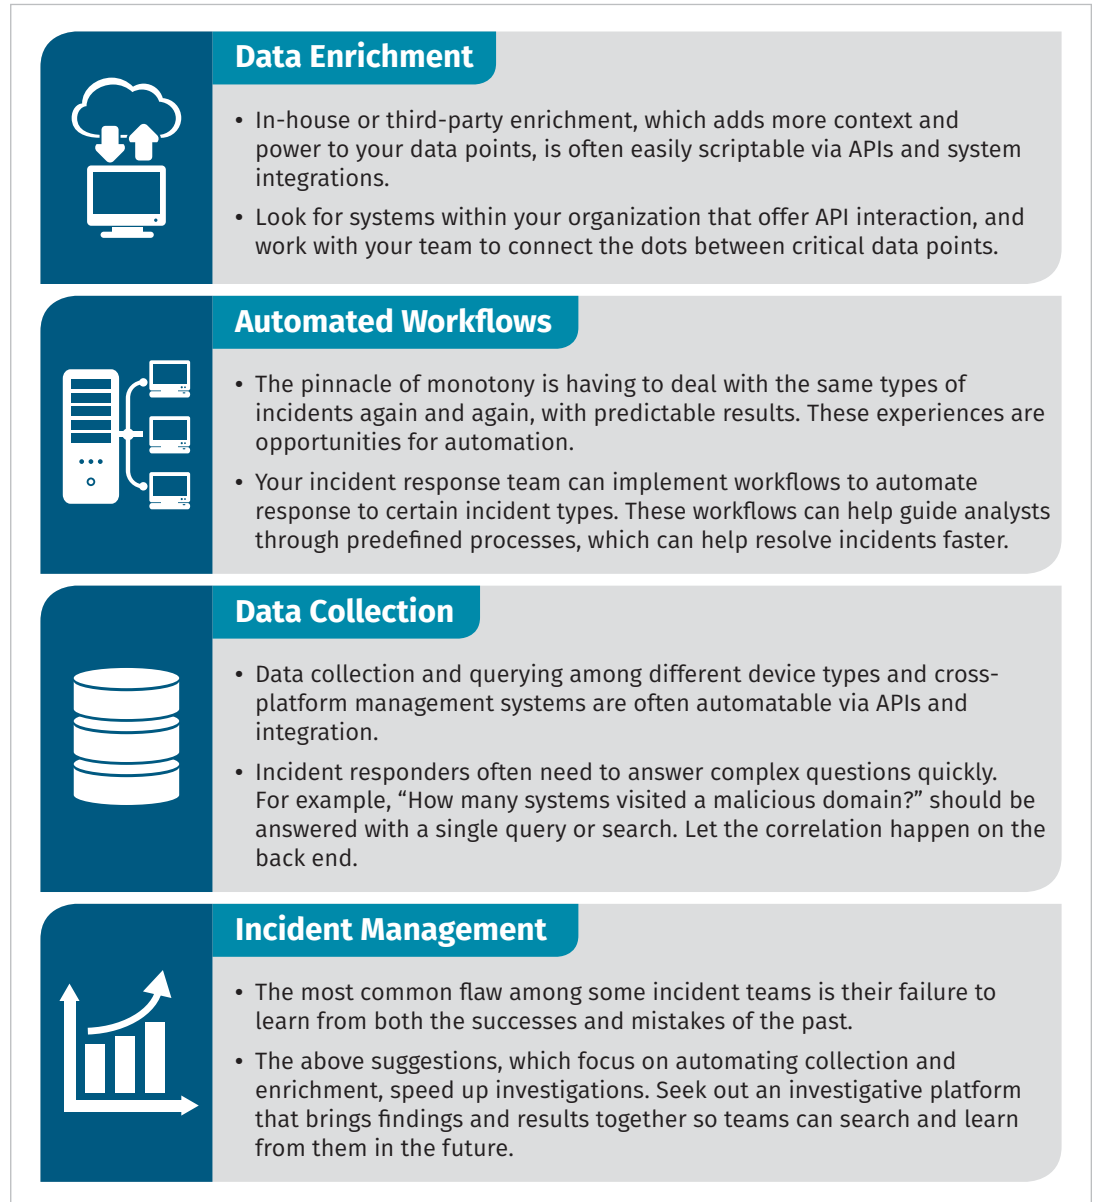 Data Enrichment
• In-house or third-party enrichment, which adds more context and
power to your data points, is often easily scriptable via APIs and system
integrations.
• Look for systems within your organization that offer API interaction, and
work with your team to connect the dots between critical data points.
Automated Workflows
• The pinnacle of monotony is having to deal with the same types of
incidents again and again, with predictable results. These experiences are
opportunities for automation.
• Your incident response team can implement workflows to automate
response to certain incident types. These workflows can help guide analysts
through predefined processes, which can help resolve incidents faster.
Data Collection
• Data collection and querying among different device types and cross-
platform management systems are often automatable via APIs and
integration.
• Incident responders often need to answer complex questions quickly.
For example, “How many systems visited a malicious domain?” should be
answered with a single query or search. Let the correlation happen on the
back end.
Incident Management
• The most common flaw among some incident teams is their failure to
learn from both the successes and mistakes of the past.
• The above suggestions, which focus on automating collection and
enrichment, speed up investigations. Seek out an investigative platform
that brings findings and results together so teams can search and learn
from them in the future.